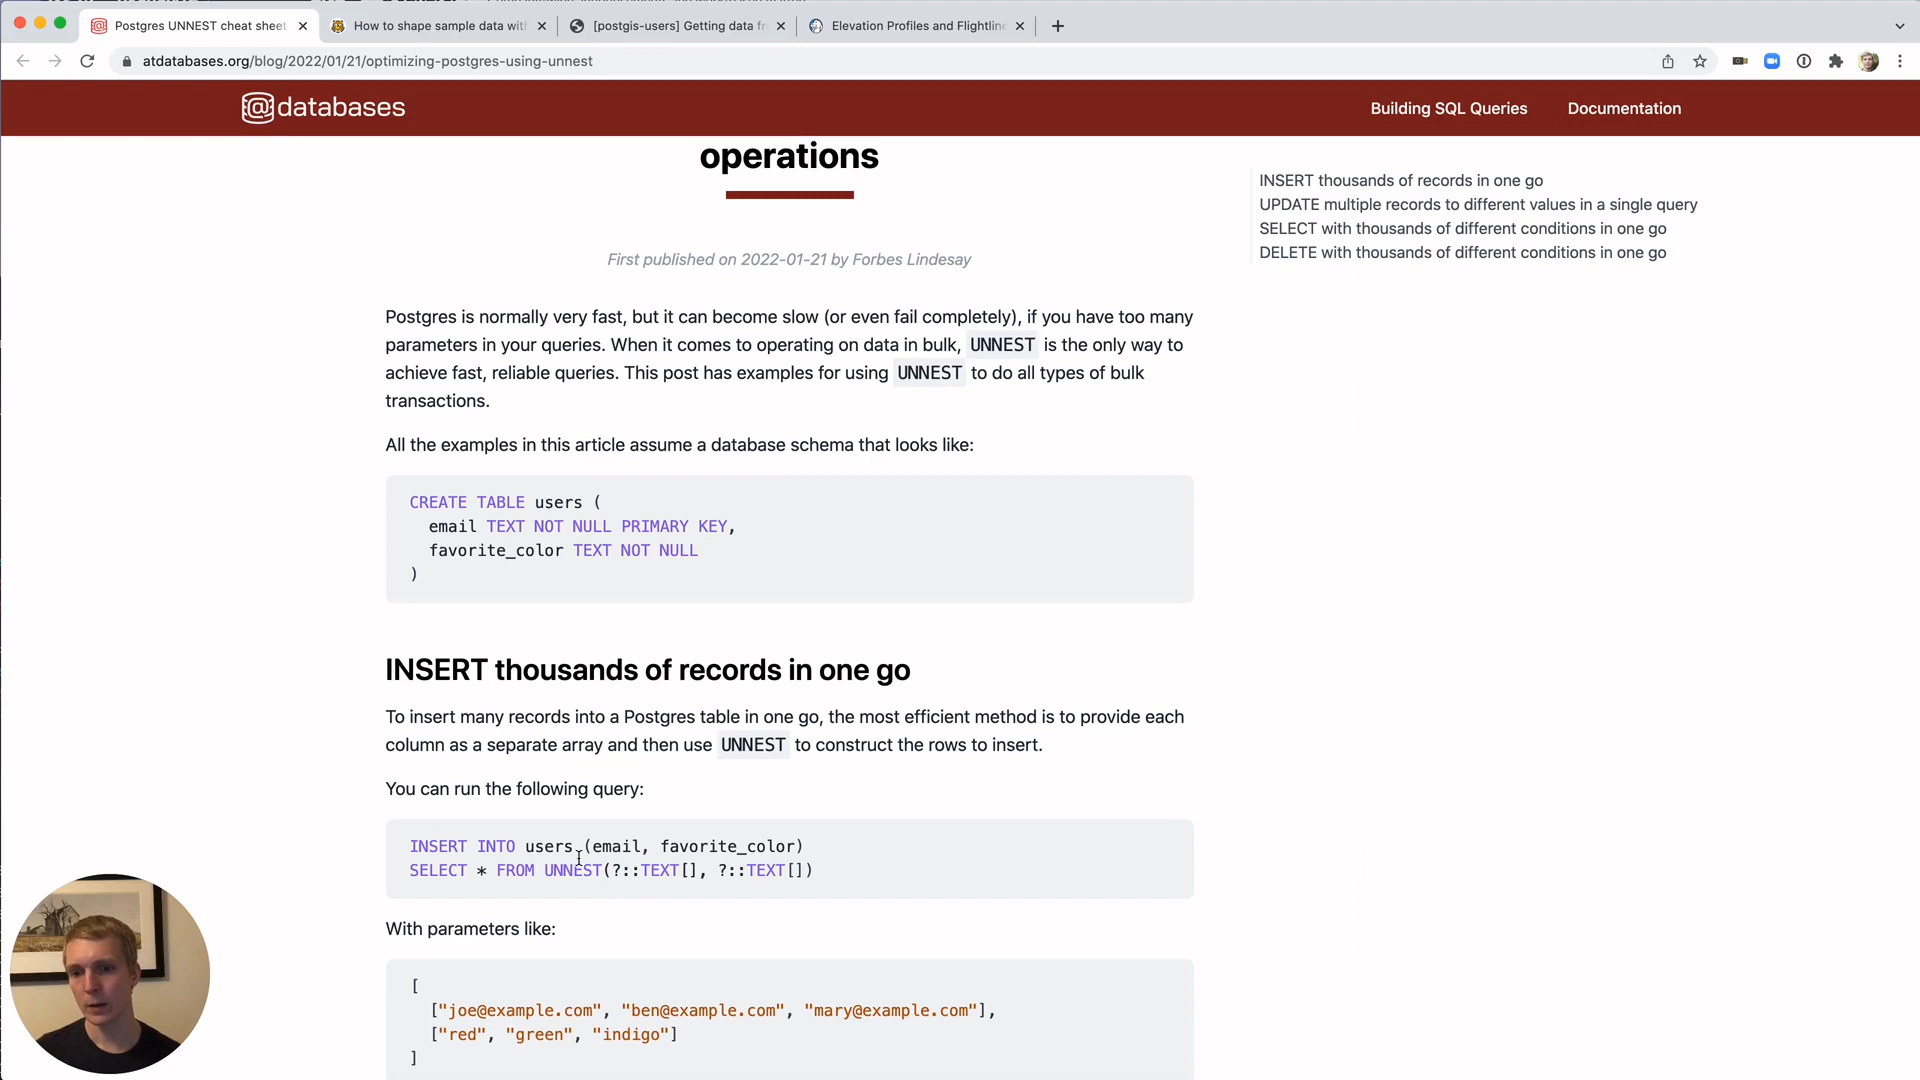 Postgres UNNEST cheat sheet
How to shape sample data with
[postgis-users] Getting data fr
Elevation Profiles and Flightline
atdatabases.org/blog/2022/01/21/optimizing-postgres-using-unnest
@databases
Building SQL Queries
Documentation
operations
INSERT thousands of records in one go
UPDATE multiple records to different values in a single query
SELECT with thousands of different conditions in one go
DELETE with thousands of different conditions in one go
First published on 2022-01-21 by Forbes Lindesay
Postgres is normally very fast, but it can become slow (or even fail completely), if you have too many
parameters in your queries. When it comes to operating on data in bulk, UNNEST is the only way to
achieve fast, reliable queries. This post has examples for using UNNEST to do all types of bulk
transactions.
All the examples in this article assume a database schema that looks like:
CREATE TABLE users (
email TEXT NOT NULL PRIMARY KEY,
favorite_color TEXT NOT NULL
)
INSERT thousands of records in one go
To insert many records into a Postgres table in one go, the most efficient method is to provide each
column as a separate array and then use UNNEST to construct the rows to insert.
You can run the following query:
INSERT INTO users (email, favorite_color)
SELECT * FROM UNNEST(?::TEXT[], ?::TEXT[])
With parameters like:
[
["joe@example.com", "ben@example.com", "mary@example.com"],
["red", "green", "indigo"]
]